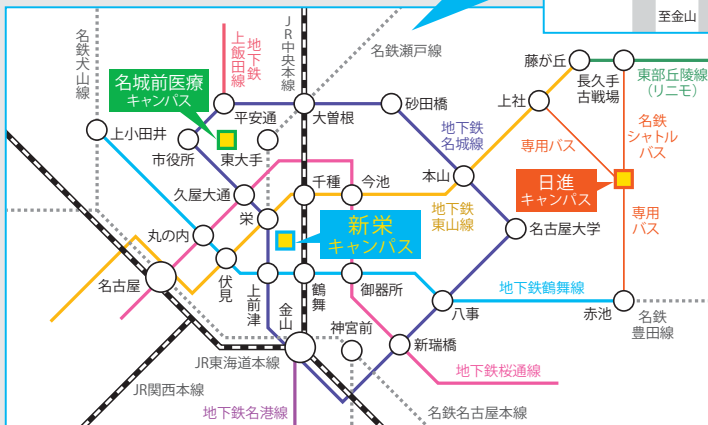 至金山
名鉄犬山線
地下鉄
上飯田線
JR中央本線
名鉄瀬戸線
藤が丘
長久手
古戦場
東部丘陵線
(リニモ)
名城前医療
キャンパス
上社
平安通
大曽根
砂田橋
上小田井
市役所
東大手
地下鉄
名城線
専用バス
名鉄
シャトル
バス
本山
日進
キャンパス
久屋大通
千種
今池
栄
新栄
キャンパス
地下鉄
東山線
専用
バス
丸の内
名古屋大学
名古屋
伏見
上前津
金山
鶴舞
御器所
地下鉄鶴舞線
八事
赤池
名鉄
豊田線
神宮前
新瑞橋
JR東海道本線
地下鉄桜通線
JR関西本線
地下鉄名港線
名鉄名古屋本線